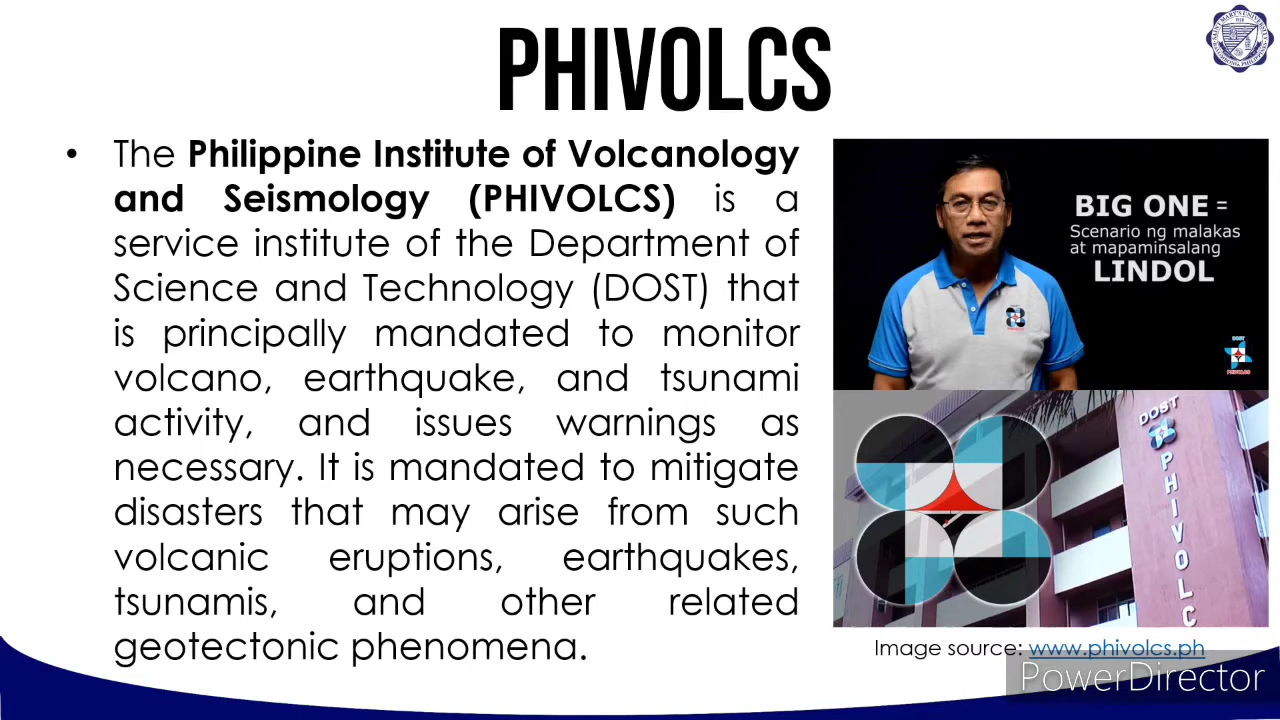 PHIVOLCS
• The Philippine Institute of Volcanology
and Seismology (PHIVOLCS) is a
service institute of the Department of
Science and Technology (DOST) that
is principally mandated to monitor
volcano, earthquake, and tsunami
activity, and issues warnings as
necessary. It is mandated to mitigate
disasters that may arise from such
volcanic eruptions, earthquakes,
tsunamis, and other related
geotectonic phenomena.
BIG ONE =
Scenario ng malakas
at mapaminsalang
LINDOL
DOST
PHIVOLCS
DOST
PHIVOLC
Image source: www.phivolcs.ph
PowerDirector